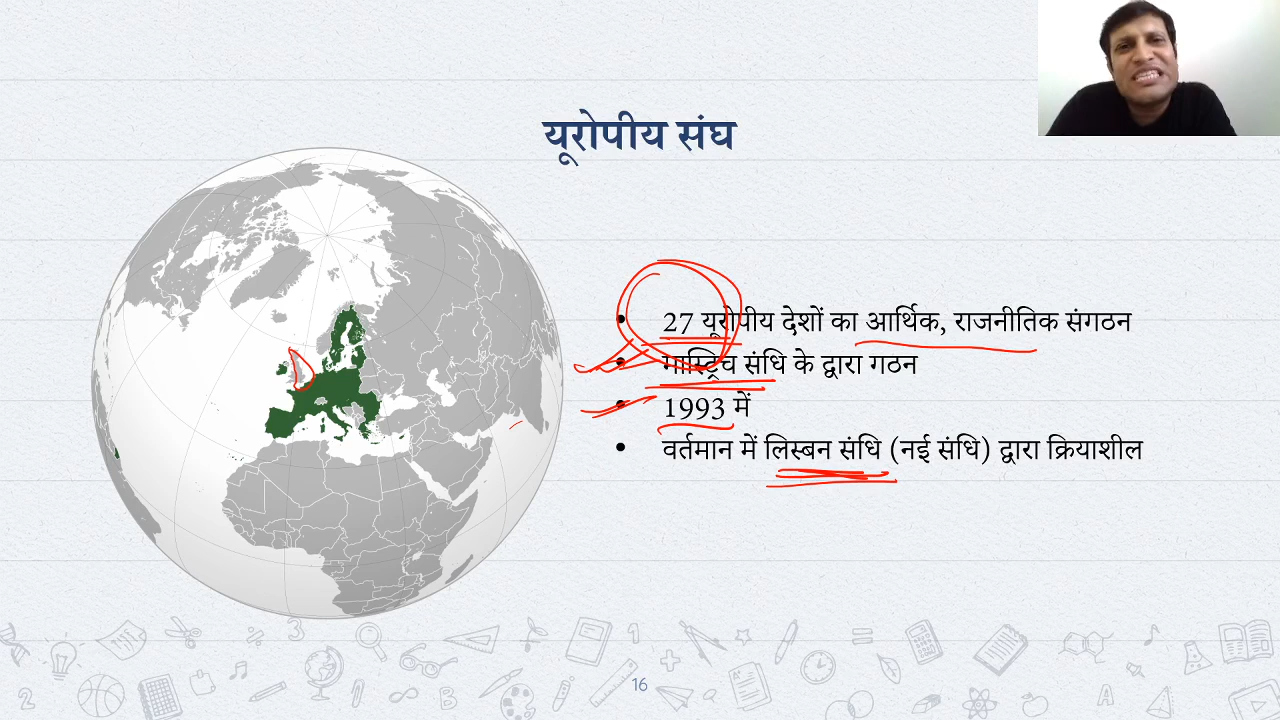 यूरोपीय संघ
• 27 यूरोपीय देशों का आर्थिक, राजनीतिक संगठन
• मास्ट्रिच संधि के द्वारा गठन
• 1993 में
• वर्तमान में लिस्बन संधि (नई संधि) द्वारा क्रियाशील
16